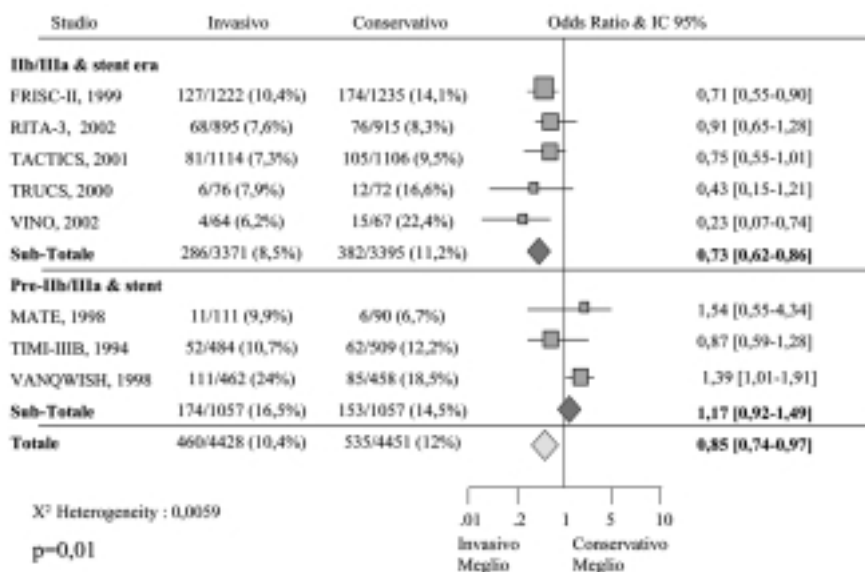 Studio Invasivo Conservativo Odds Ratio & IC 95%
IIb/IIIa & stent era
FRISC-II, 1999 127/1222 (10,4%) 174/1235 (14,1%) 0,71 [0,55-0,90]
RITA-3, 2002 68/895 (7,6%) 76/915 (8,3%) 0,91 [0,65-1,28]
TACTICS, 2001 81/1114 (7,3%) 105/1106 (9,5%) 0,75 [0,55-1,01]
TRUCS, 2000 6/76 (7,9%) 12/72 (16,6%) 0,43 [0,15-1,21]
VINO, 2002 4/64 (6,2%) 15/67 (22,4%) 0,23 [0,07-0,74]
Sub-Totale 286/3371 (8,5%) 382/3395 (11,2%) 0,73 [0,62-0,86]
Pre-IIb/IIIa & stent
MATE, 1998 11/111 (9,9%) 6/90 (6,7%) 1,54 [0,55-4,34]
TIMI-IIIB, 1994 52/484 (10,7%) 62/509 (12,2%) 0,87 [0,59-1,28]
VANQWISH, 1998 111/462 (24%) 85/458 (18,5%) 1,39 [1,01-1,91]
Sub-Totale 174/1057 (16,5%) 153/1057 (14,5%) 1,17 [0,92-1,49]
Totale 460/4428 (10,4%) 535/4451 (12%) 0,85 [0,74-0,97]
X² Heterogeneity : 0,0059
p=0,01
.01 .2 1 5 10
Invasivo Conservativo
Meglio Meglio